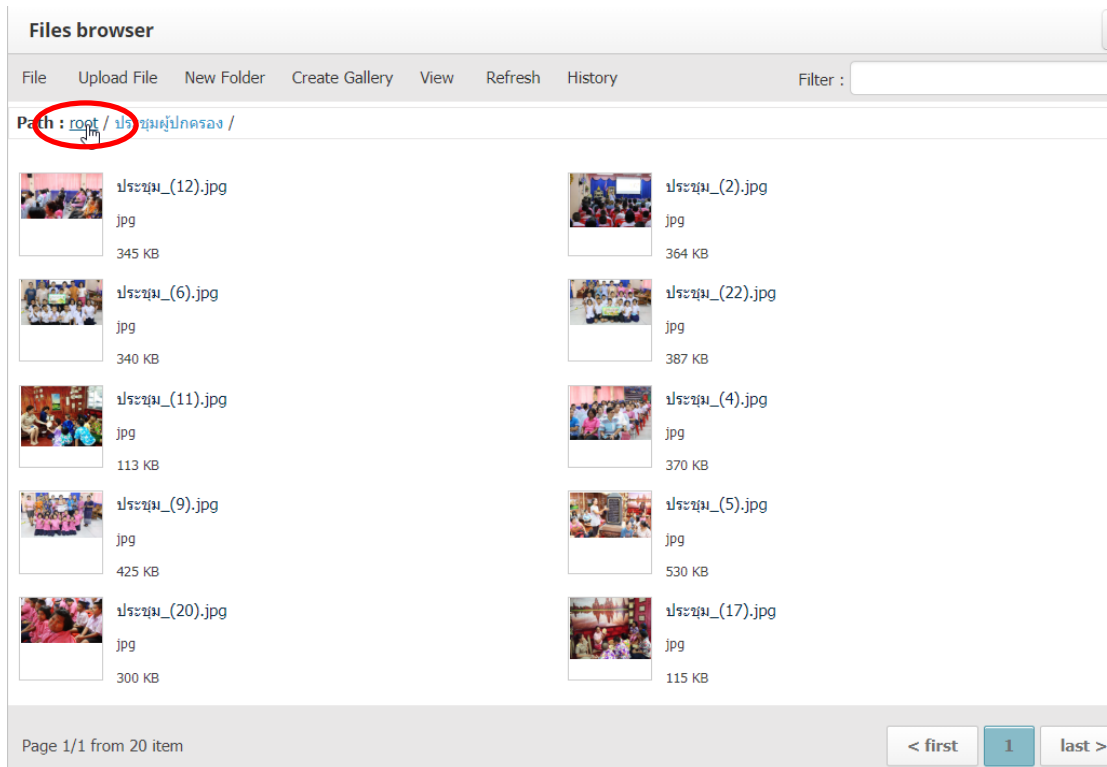 Files browser
File Upload File New Folder Create Gallery View Refresh History Filter :
Path : root / ประชุมผู้ปกครอง /
ประชุม_(12).jpg
jpg
345 KB
ประชุม_(2).jpg
jpg
364 KB
ประชุม_(6).jpg
jpg
340 KB
ประชุม_(22).jpg
jpg
387 KB
ประชุม_(11).jpg
jpg
113 KB
ประชุม_(4).jpg
jpg
370 KB
ประชุม_(9).jpg
jpg
425 KB
ประชุม_(5).jpg
jpg
530 KB
ประชุม_(20).jpg
jpg
300 KB
ประชุม_(17).jpg
jpg
115 KB
Page 1/1 from 20 item < first 1 last >